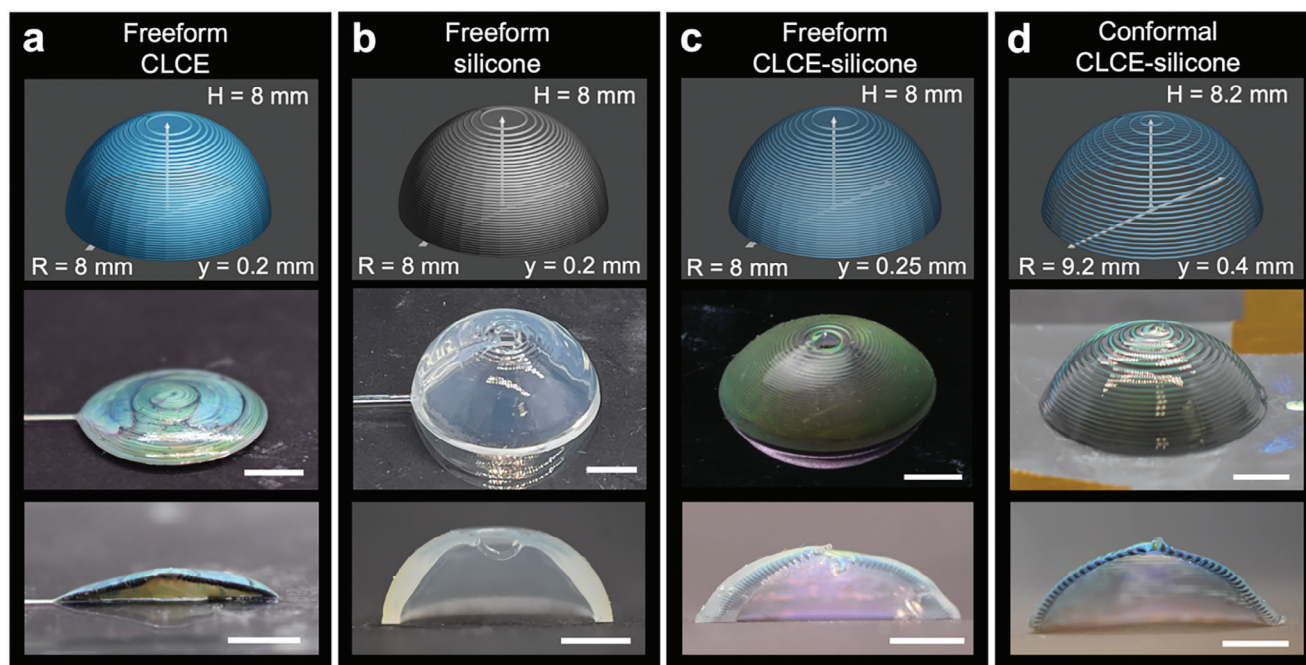 a
Freeform
CLCE
H = 8 mm
R = 8 mm
y = 0.2 mm
b
Freeform
silicone
H = 8 mm
R = 8 mm
y = 0.2 mm
c
Freeform
CLCE-silicone
H = 8 mm
R = 8 mm
y = 0.25 mm
d
Conformal
CLCE-silicone
H = 8.2 mm
R = 9.2 mm
y = 0.4 mm